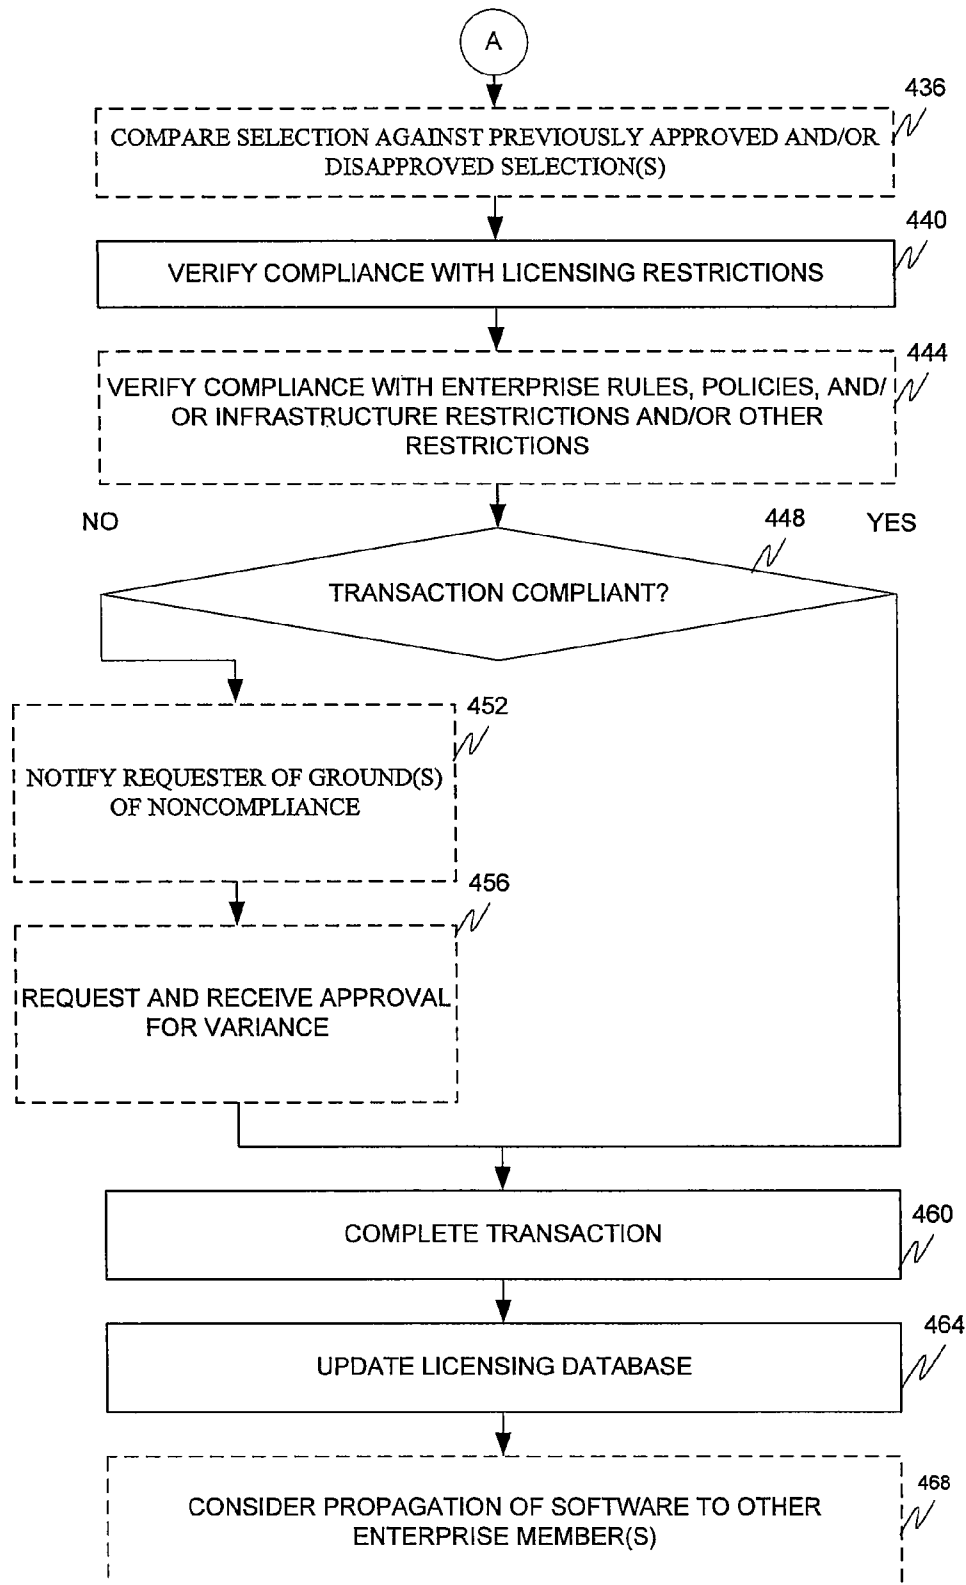 A
436
COMPARE SELECTION AGAINST PREVIOUSLY APPROVED AND/OR
DISAPPROVED SELECTION(S)
440
VERIFY COMPLIANCE WITH LICENSING RESTRICTIONS
444
VERIFY COMPLIANCE WITH ENTERPRISE RULES, POLICIES, AND/
OR INFRASTRUCTURE RESTRICTIONS AND/OR OTHER
RESTRICTIONS
NO
448
YES
TRANSACTION COMPLIANT?
452
NOTIFY REQUESTER OF GROUND(S)
OF NONCOMPLIANCE
456
REQUEST AND RECEIVE APPROVAL
FOR VARIANCE
460
COMPLETE TRANSACTION
464
UPDATE LICENSING DATABASE
468
CONSIDER PROPAGATION OF SOFTWARE TO OTHER
ENTERPRISE MEMBER(S)